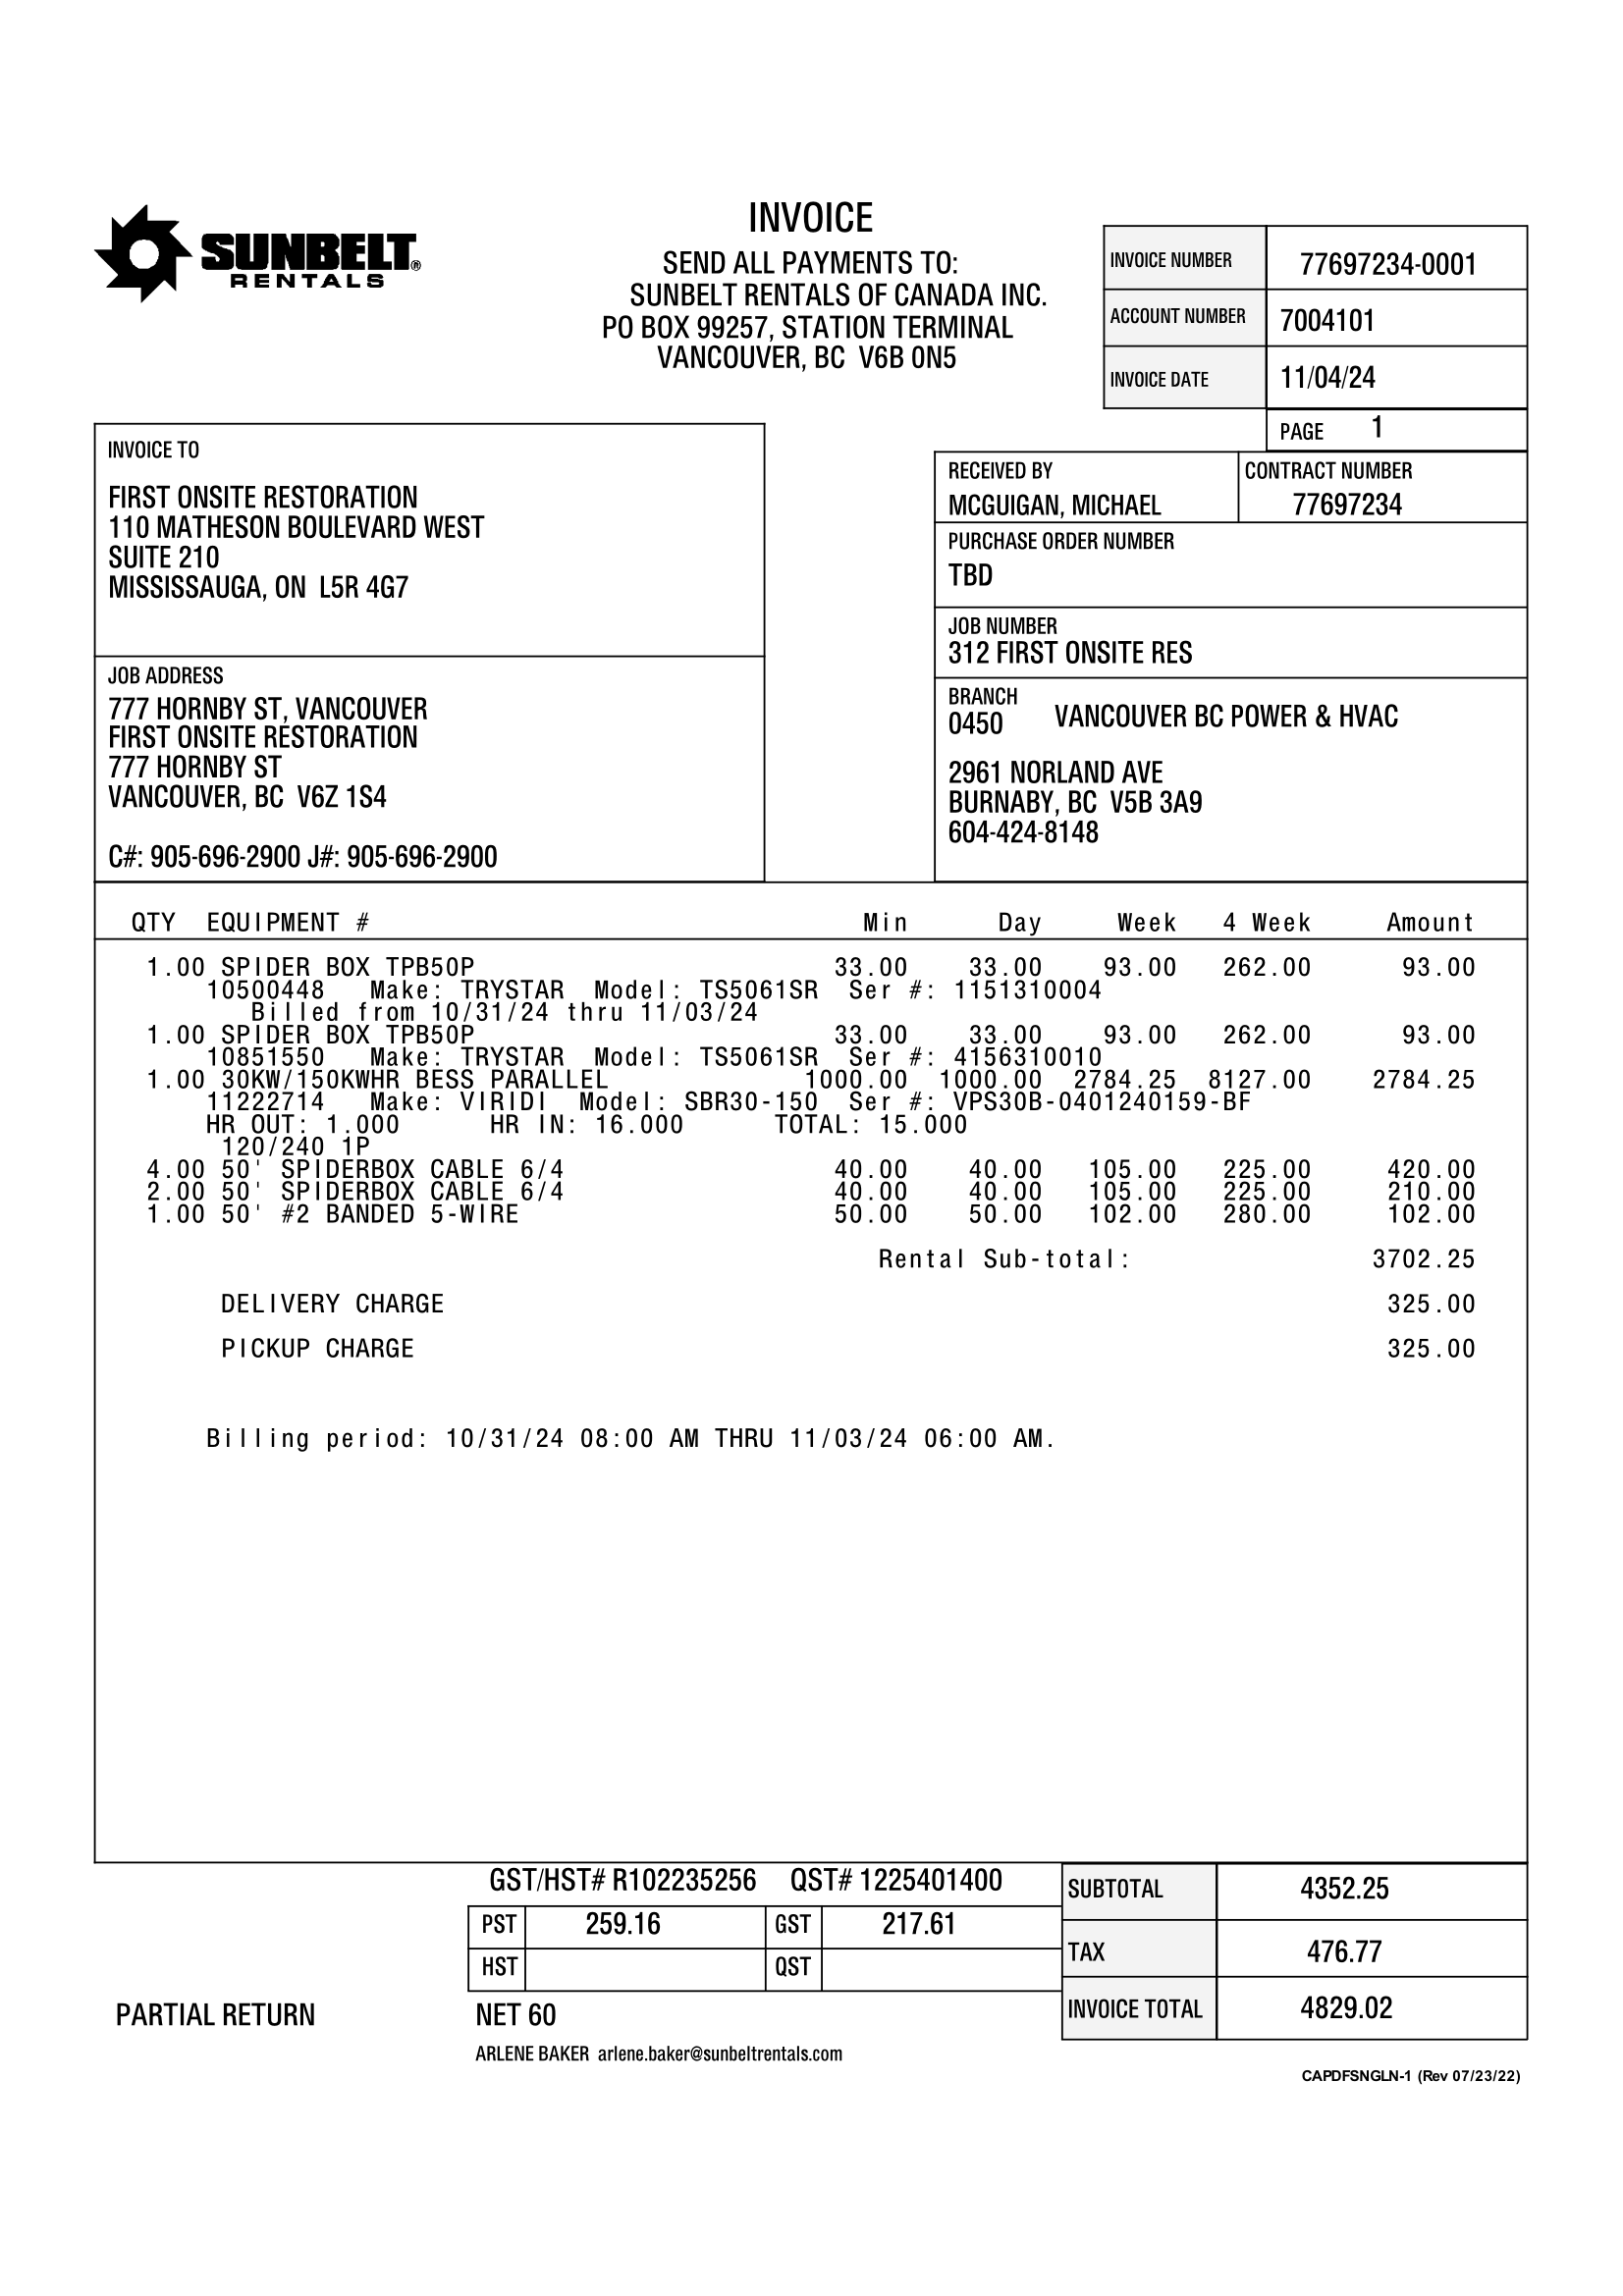 SUNBELT®
RENTALS
INVOICE
SEND ALL PAYMENTS TO:
SUNBELT RENTALS OF CANADA INC.
PO BOX 99257, STATION TERMINAL
VANCOUVER, BC  V6B 0N5
INVOICE NUMBER 77697234-0001
ACCOUNT NUMBER 7004101
INVOICE DATE 11/04/24
PAGE 1
INVOICE TO
FIRST ONSITE RESTORATION
110 MATHESON BOULEVARD WEST
SUITE 210
MISSISSAUGA, ON  L5R 4G7
JOB ADDRESS
777 HORNBY ST, VANCOUVER
FIRST ONSITE RESTORATION
777 HORNBY ST
VANCOUVER, BC  V6Z 1S4
C#: 905-696-2900 J#: 905-696-2900
RECEIVED BY CONTRACT NUMBER
MCGUIGAN, MICHAEL 77697234
PURCHASE ORDER NUMBER
TBD
JOB NUMBER
312 FIRST ONSITE RES
BRANCH
0450 VANCOUVER BC POWER & HVAC
2961 NORLAND AVE
BURNABY, BC  V5B 3A9
604-424-8148
QTY EQUIPMENT # Min Day Week 4 Week Amount
1.00 SPIDER BOX TPB50P 33.00 33.00 93.00 262.00 93.00
10500448 Make: TRYSTAR Model: TS5061SR Ser #: 1151310004
Billed from 10/31/24 thru 11/03/24
1.00 SPIDER BOX TPB50P 33.00 33.00 93.00 262.00 93.00
10851550 Make: TRYSTAR Model: TS5061SR Ser #: 4156310010
1.00 30KW/150KWHR BESS PARALLEL 1000.00 1000.00 2784.25 8127.00 2784.25
11222714 Make: VIRIDI Model: SBR30-150 Ser #: VPS30B-0401240159-BF
HR OUT: 1.000 HR IN: 16.000 TOTAL: 15.000
120/240 1P
4.00 50' SPIDERBOX CABLE 6/4 40.00 40.00 105.00 225.00 420.00
2.00 50' SPIDERBOX CABLE 6/4 40.00 40.00 105.00 225.00 210.00
1.00 50' #2 BANDED 5-WIRE 50.00 50.00 102.00 280.00 102.00
Rental Sub-total: 3702.25
DELIVERY CHARGE 325.00
PICKUP CHARGE 325.00
Billing period: 10/31/24 08:00 AM THRU 11/03/24 06:00 AM.
GST/HST# R102235256 QST# 1225401400
PST 259.16 GST 217.61
HST QST
SUBTOTAL 4352.25
TAX 476.77
INVOICE TOTAL 4829.02
PARTIAL RETURN NET 60
ARLENE BAKER arlene.baker@sunbeltrentals.com
CAPDFSNGLN-1 (Rev 07/23/22)